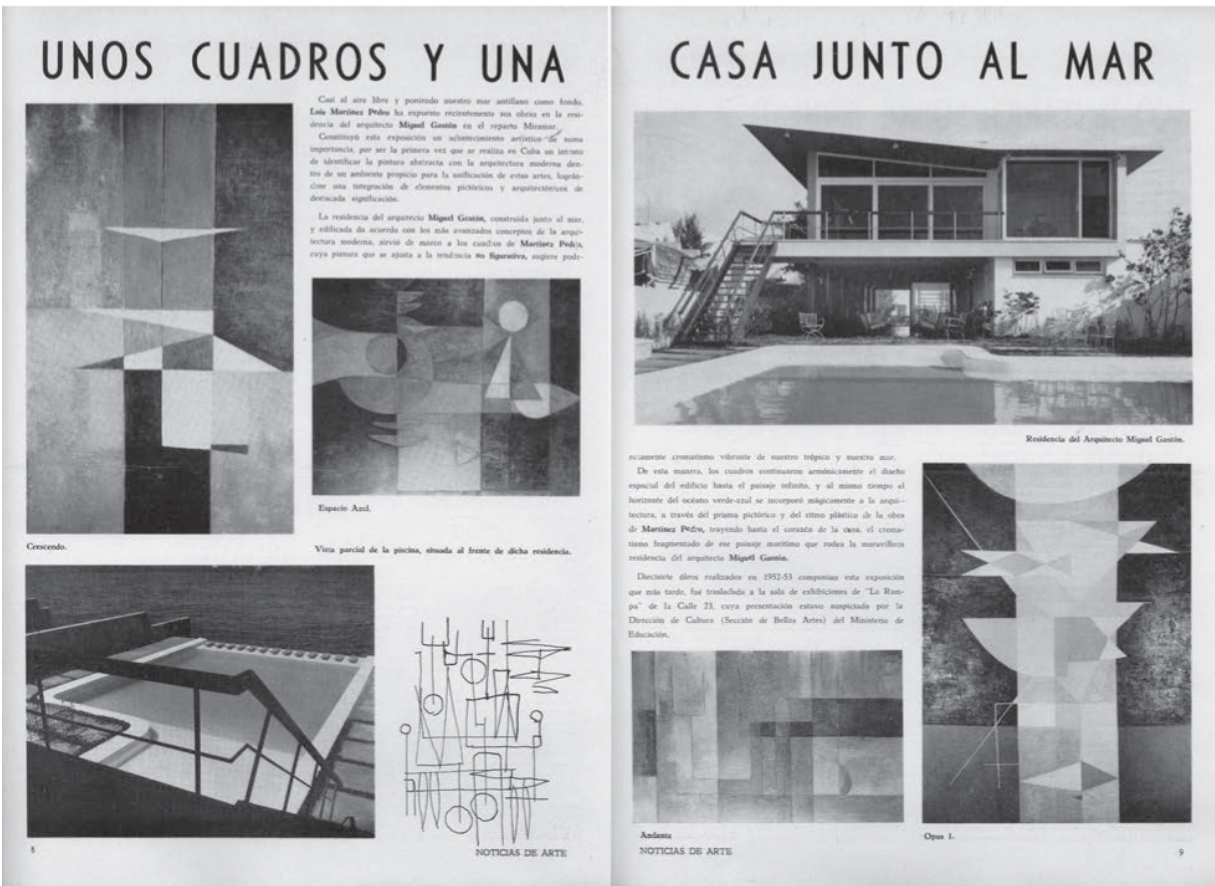 UNOS CUADROS Y UNA
Casi al aire libre y poniendo nuestro mar antillano como fondo,
Luis Martínez Pedro ha expuesto recientemente sus obras en la resi-
dencia del arquitecto Miguel Gastón en el reparto Miramar.
Constituyó esta exposición un acontecimiento artístico de suma
importancia, por ser la primera vez que se realiza en Cuba un intento
de identificar la pintura abstracta con la arquitectura moderna den-
tro de un ambiente propicio para la unificación de estas artes, lográn-
dose una integración de elementos pictóricos y arquitectónicos de
destacada significación.
La residencia del arquitecto Miguel Gastón, construida junto al mar,
y edificada de acuerdo con los más avanzados conceptos de la arqui-
tectura moderna, sirvió de marco a los cuadros de Martínez Pedro,
cuya pintura que se ajusta a la tendencia no figurativa, sugiere pode-
Espacio Azul.
Crescendo.
Vista parcial de la piscina, situada al frente de dicha residencia.
8
NOTICIAS DE ARTE
CASA JUNTO AL MAR
Residencia del Arquitecto Miguel Gastón.
rosamente cromatismo vibrante de nuestro trópico y nuestro mar.
De esta manera, los cuadros continuaron armónicamente el diseño
espacial del edificio hasta el paisaje infinito, y al mismo tiempo el
horizonte del océano verde-azul se incorporó mágicamente a la arqui-
tectura, a través del prisma pictórico y del ritmo plástico de la obra
de Martínez Pedro, trayendo hasta el corazón de la casa, el croma-
tismo fragmentado de ese paisaje marítimo que rodea la maravillosa
residencia del arquitecto Miguel Gastón.
Diecisiete óleos realizados en 1952-53 componían esta exposición
que más tarde, fué trasladada a la sala de exhibiciones de "La Ram-
pa" de la Calle 23, cuya presentación estuvo auspiciada por la
Dirección de Cultura (Sección de Bellas Artes) del Ministerio de
Educación.
Andante
Opus 1.
NOTICIAS DE ARTE
9